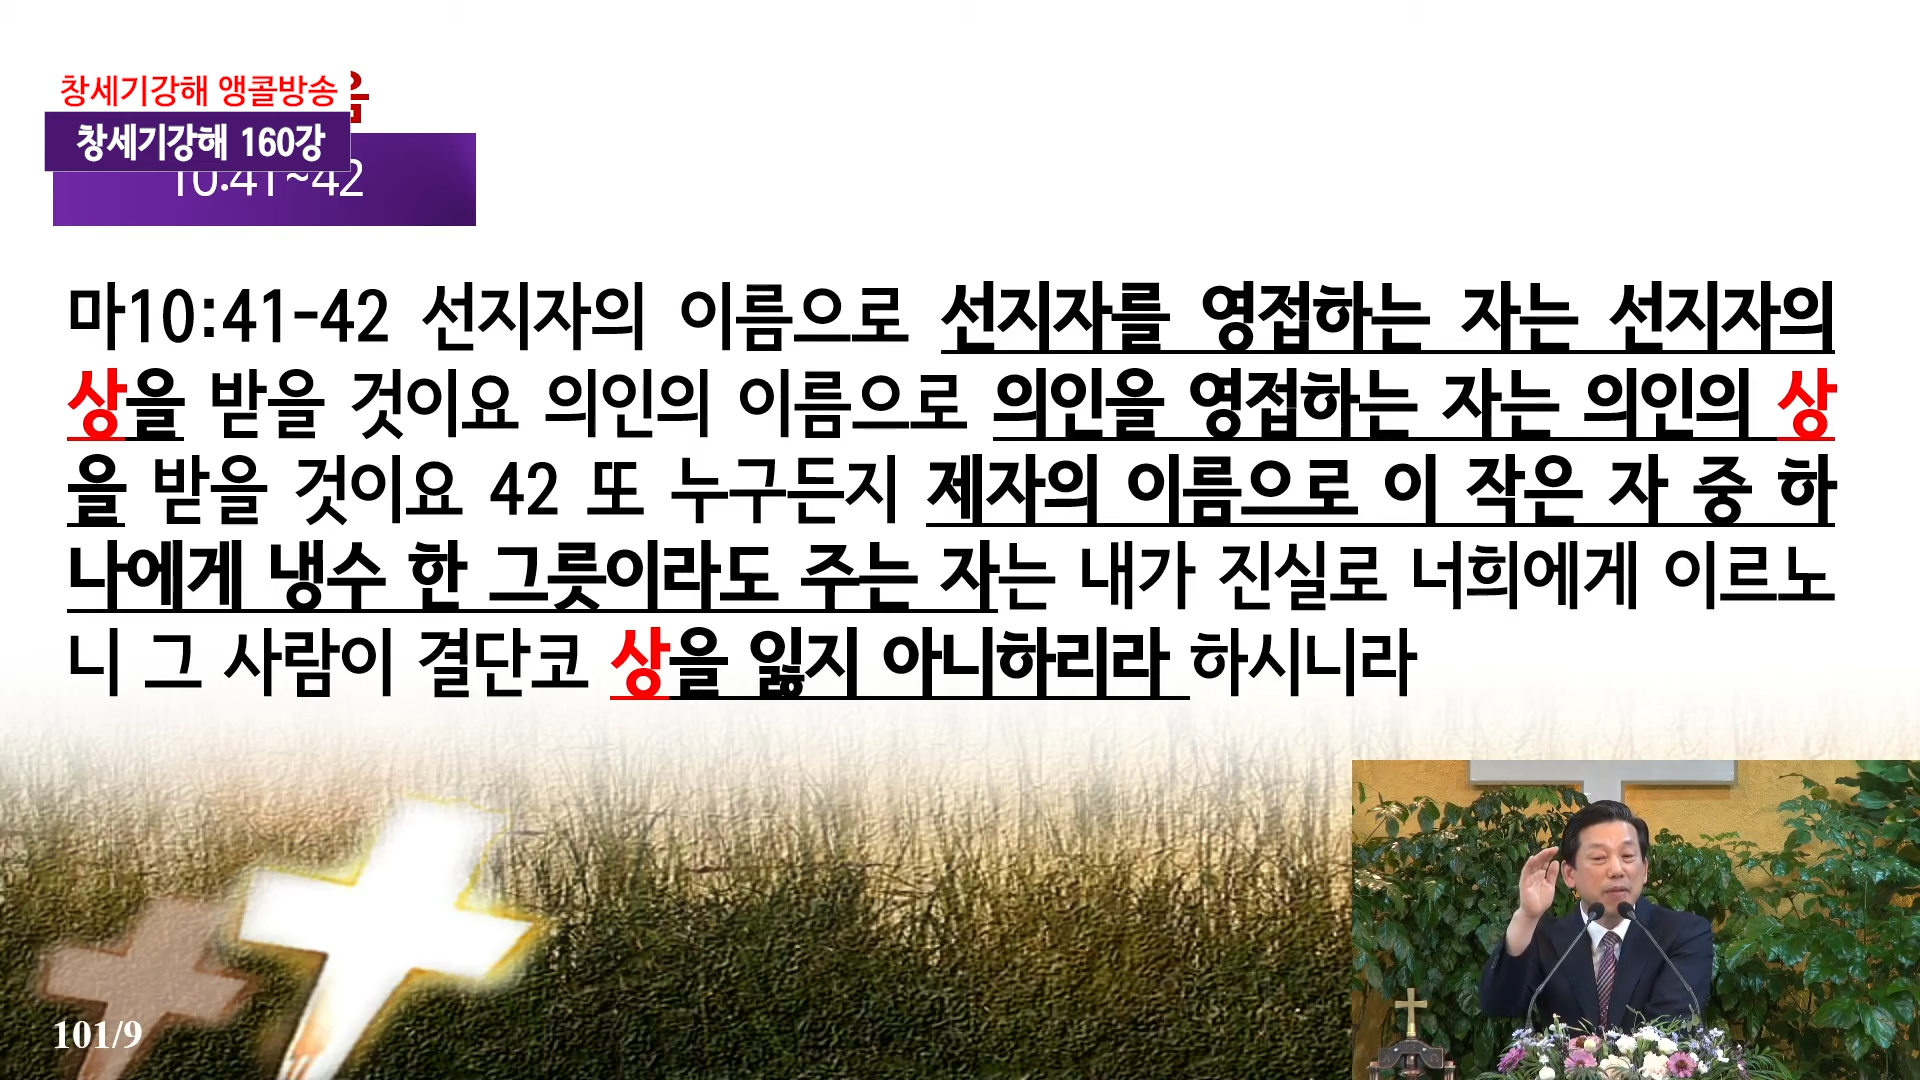 창세기강해 앵콜방송
창세기강해 160강
10:41~42
마10:41-42 선지자의 이름으로 선지자를 영접하는 자는 선지자의
상을 받을 것이요 의인의 이름으로 의인을 영접하는 자는 의인의 상
을 받을 것이요 42 또 누구든지 제자의 이름으로 이 작은 자 중 하
나에게 냉수 한 그릇이라도 주는 자는 내가 진실로 너희에게 이르노
니 그 사람이 결단코 상을 잃지 아니하리라 하시니라
101/9